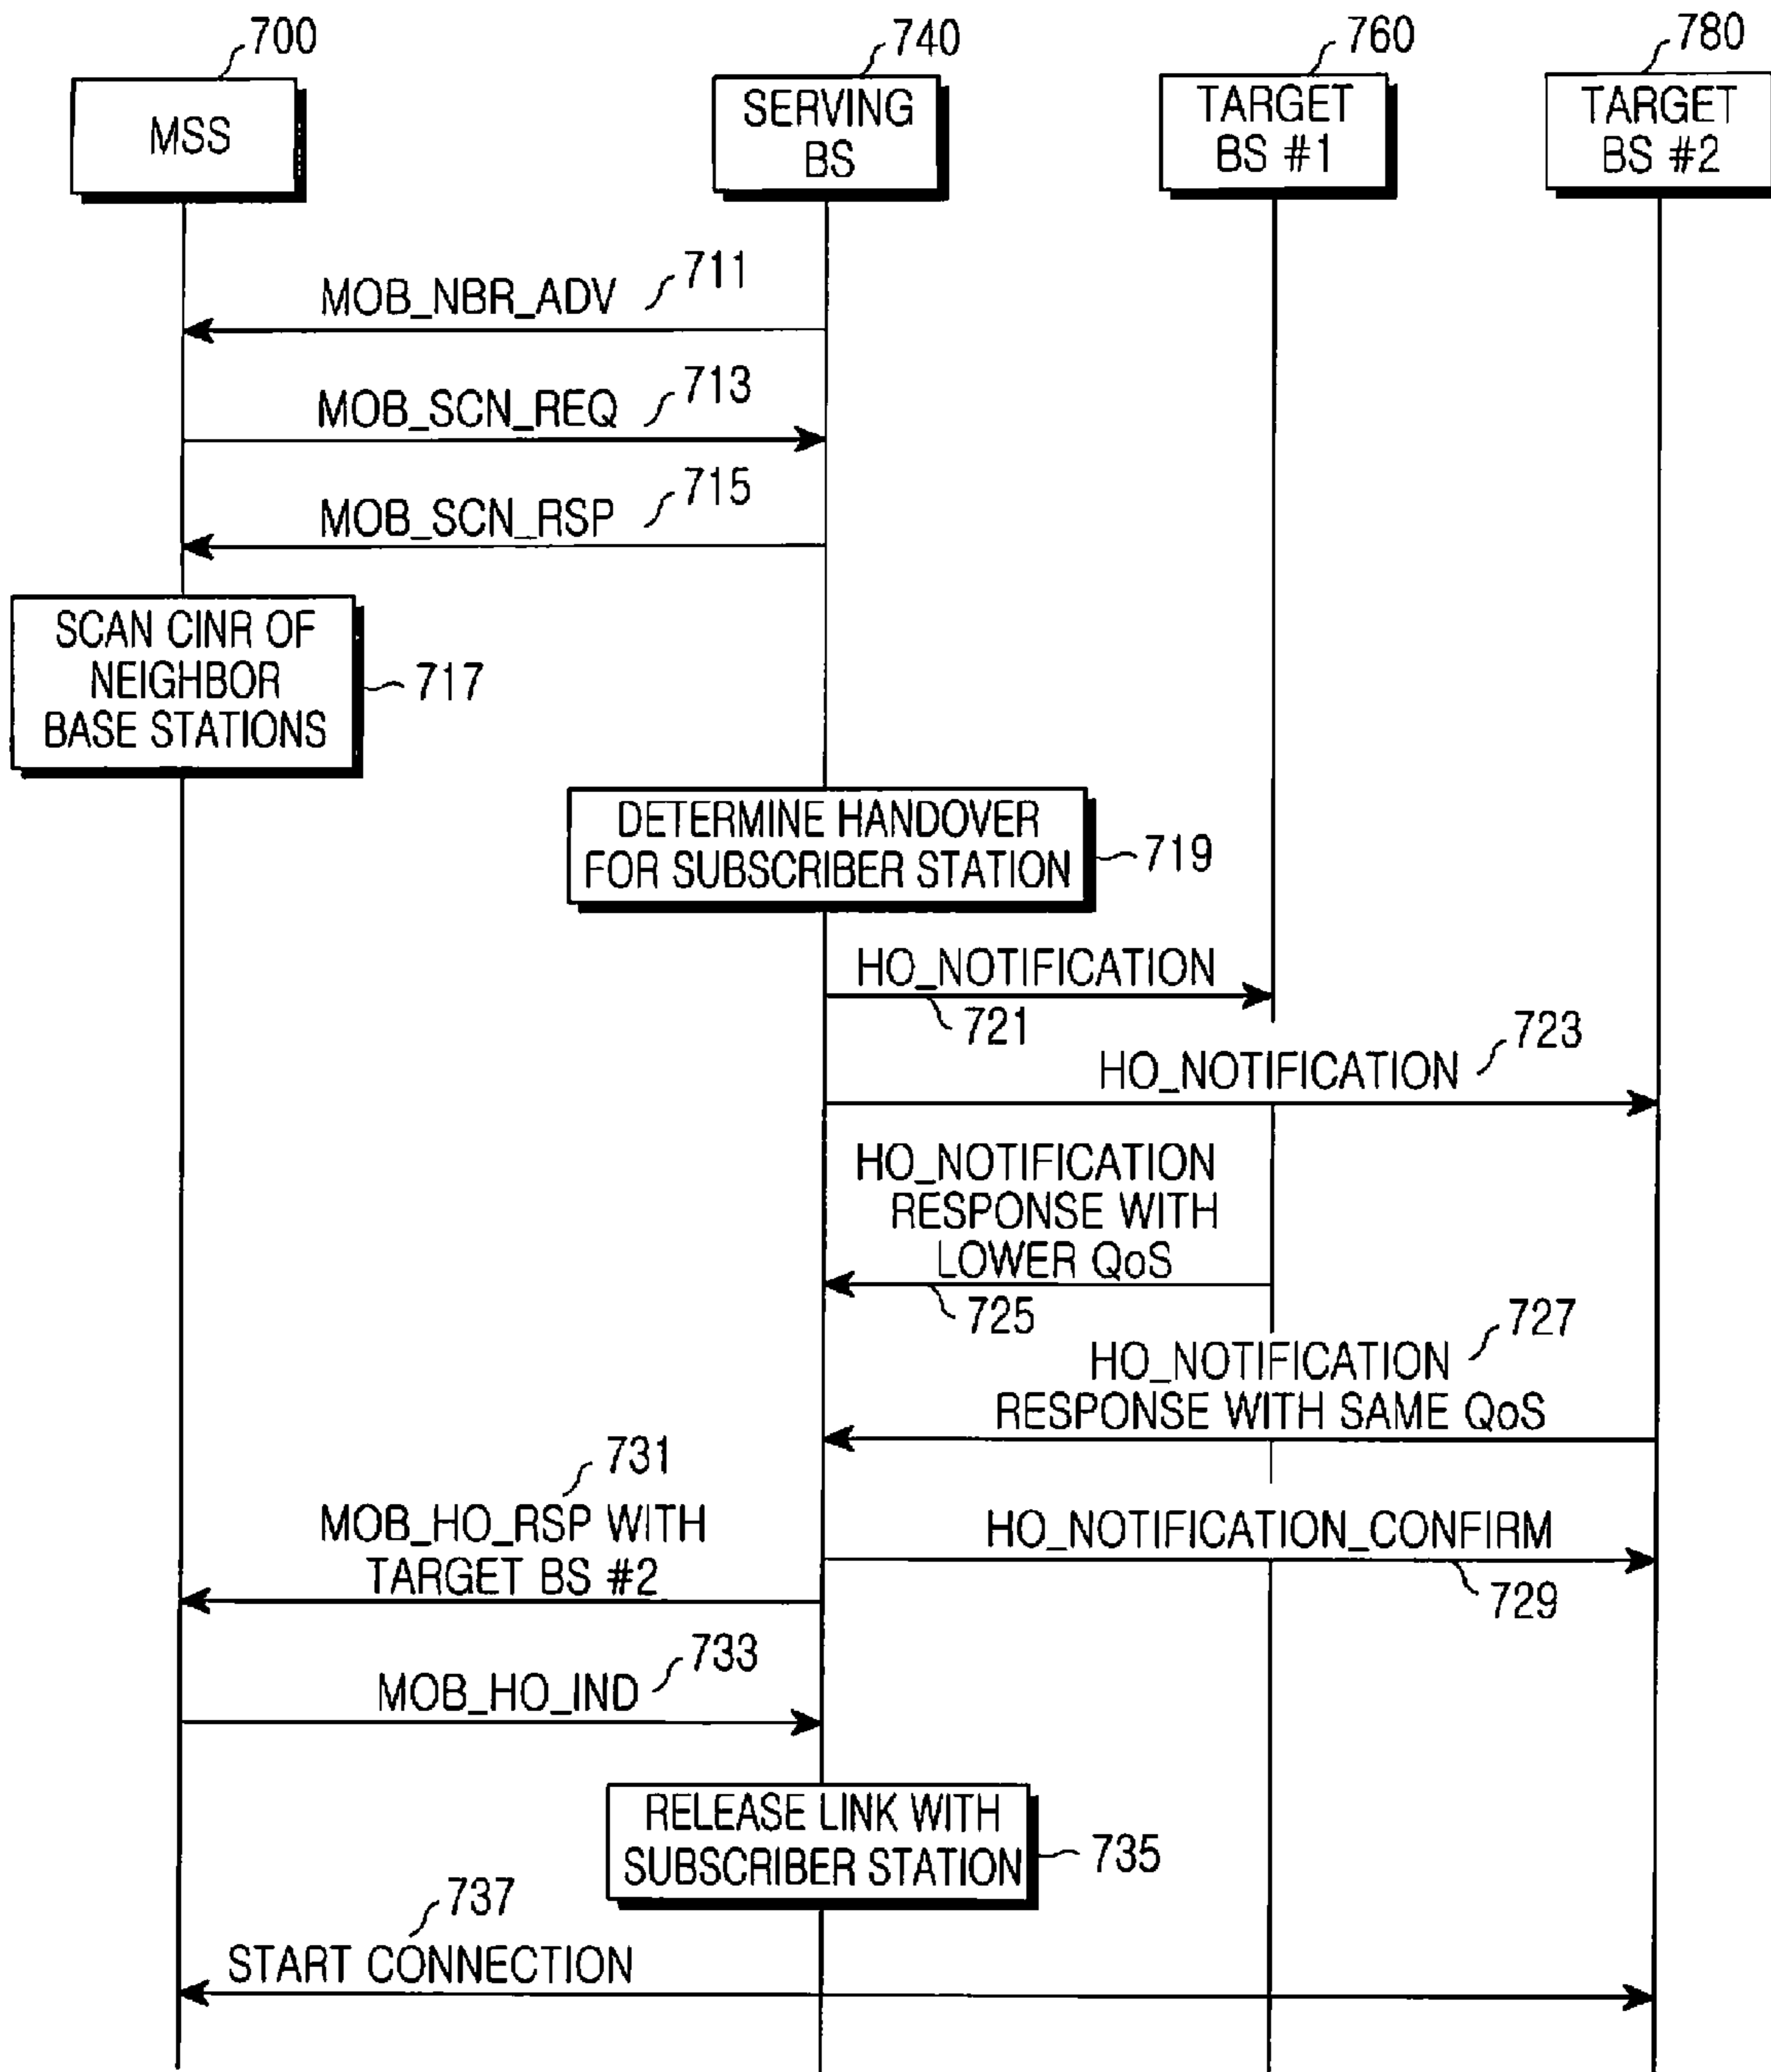 700
740
760
780
MSS
SERVING
BS
TARGET
BS #1
TARGET
BS #2
711
MOB_NBR_ADV
713
MOB_SCN_REQ
715
MOB_SCN_RSP
SCAN CINR OF
NEIGHBOR
BASE STATIONS
717
DETERMINE HANDOVER
FOR SUBSCRIBER STATION
719
HO_NOTIFICATION
721
723
HO_NOTIFICATION
HO_NOTIFICATION
RESPONSE WITH
LOWER QoS
725
727
HO_NOTIFICATION
RESPONSE WITH SAME QoS
731
MOB_HO_RSP WITH
TARGET BS #2
HO_NOTIFICATION_CONFIRM
729
733
MOB_HO_IND
RELEASE LINK WITH
SUBSCRIBER STATION
735
737
START CONNECTION